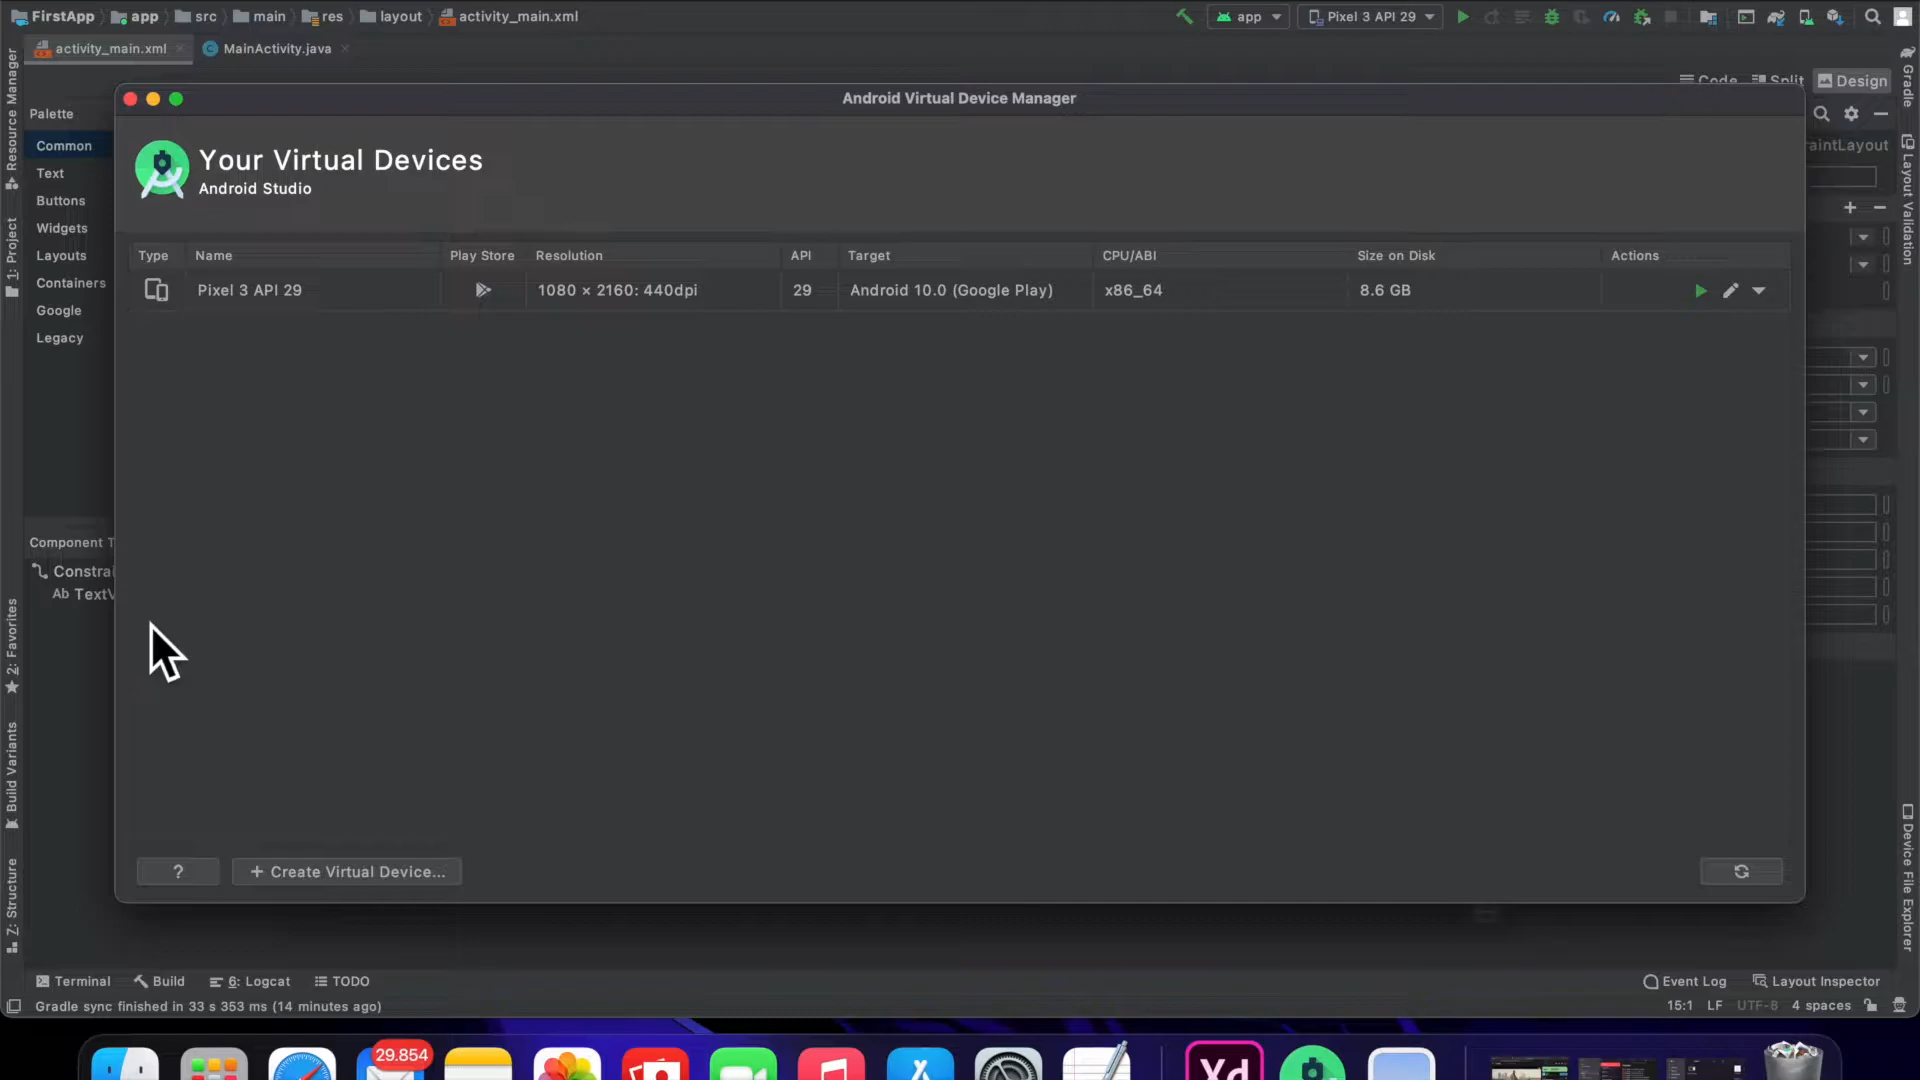 FirstApp app src main res layout activity_main.xml
app Pixel 3 API 29
activity_main.xml MainActivity.java
Code Split Design
Android Virtual Device Manager
Palette
Common
Text
Buttons
Widgets
Layouts
Containers
Google
Legacy
Your Virtual Devices
Android Studio
aintLayout
Type Name Play Store Resolution API Target CPU/ABI Size on Disk Actions
Pixel 3 API 29 1080 × 2160: 440dpi 29 Android 10.0 (Google Play) x86_64 8.6 GB
Component T
Constrai
Ab TextV
? + Create Virtual Device...
Resource Manager
1: Project
2: Favorites
Build Variants
Z: Structure
Gradle
Layout Validation
Device File Explorer
Terminal Build 6: Logcat TODO
Event Log Layout Inspector
Gradle sync finished in 33 s 353 ms (14 minutes ago)
15:1 LF UTF-8 4 spaces
29.854
Xd